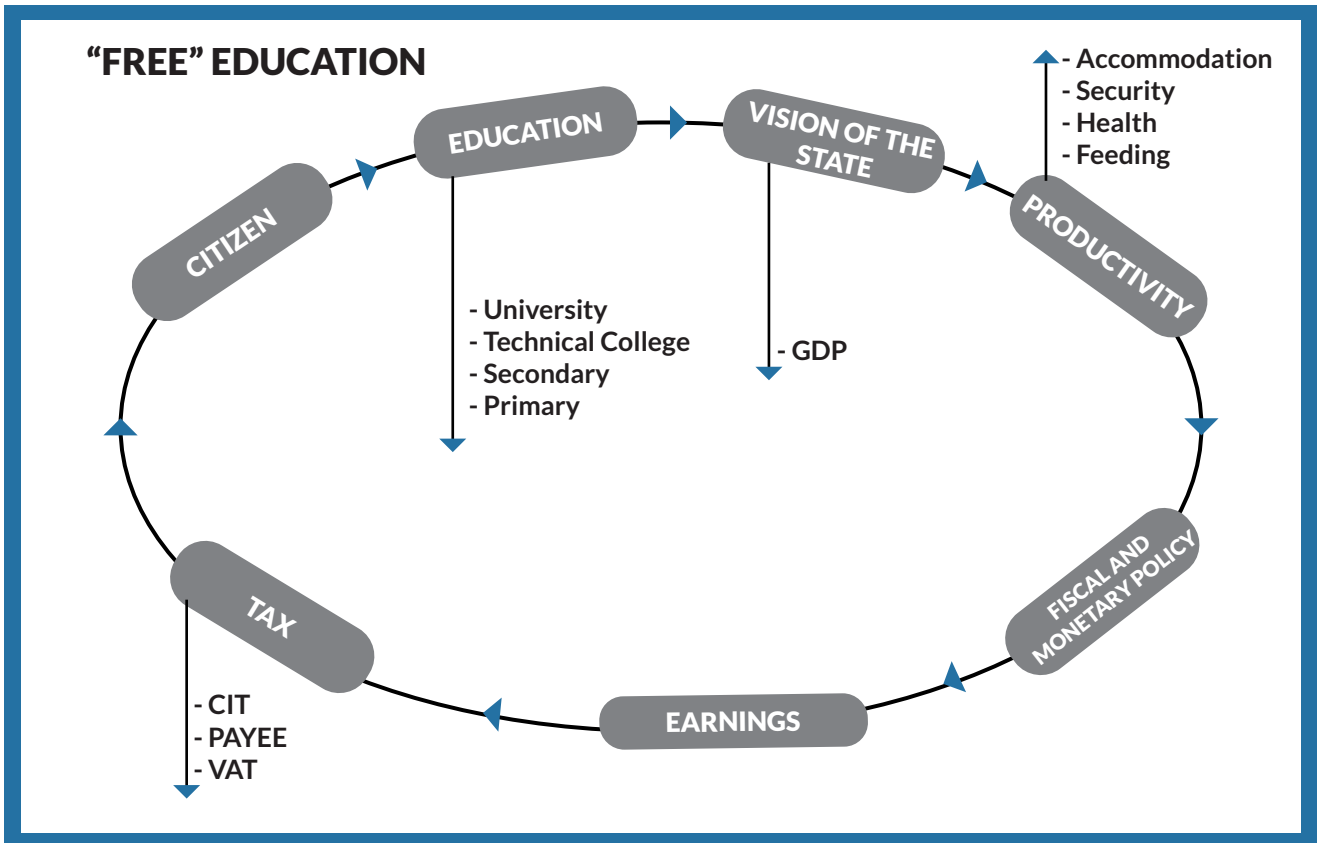 “FREE” EDUCATION
CITIZEN
EDUCATION
- University
- Technical College
- Secondary
- Primary
VISION OF THE
STATE
- GDP
- Accommodation
- Security
- Health
- Feeding
PRODUCTIVITY
FISCAL AND
MONETARY POLICY
EARNINGS
TAX
- CIT
- PAYEE
- VAT